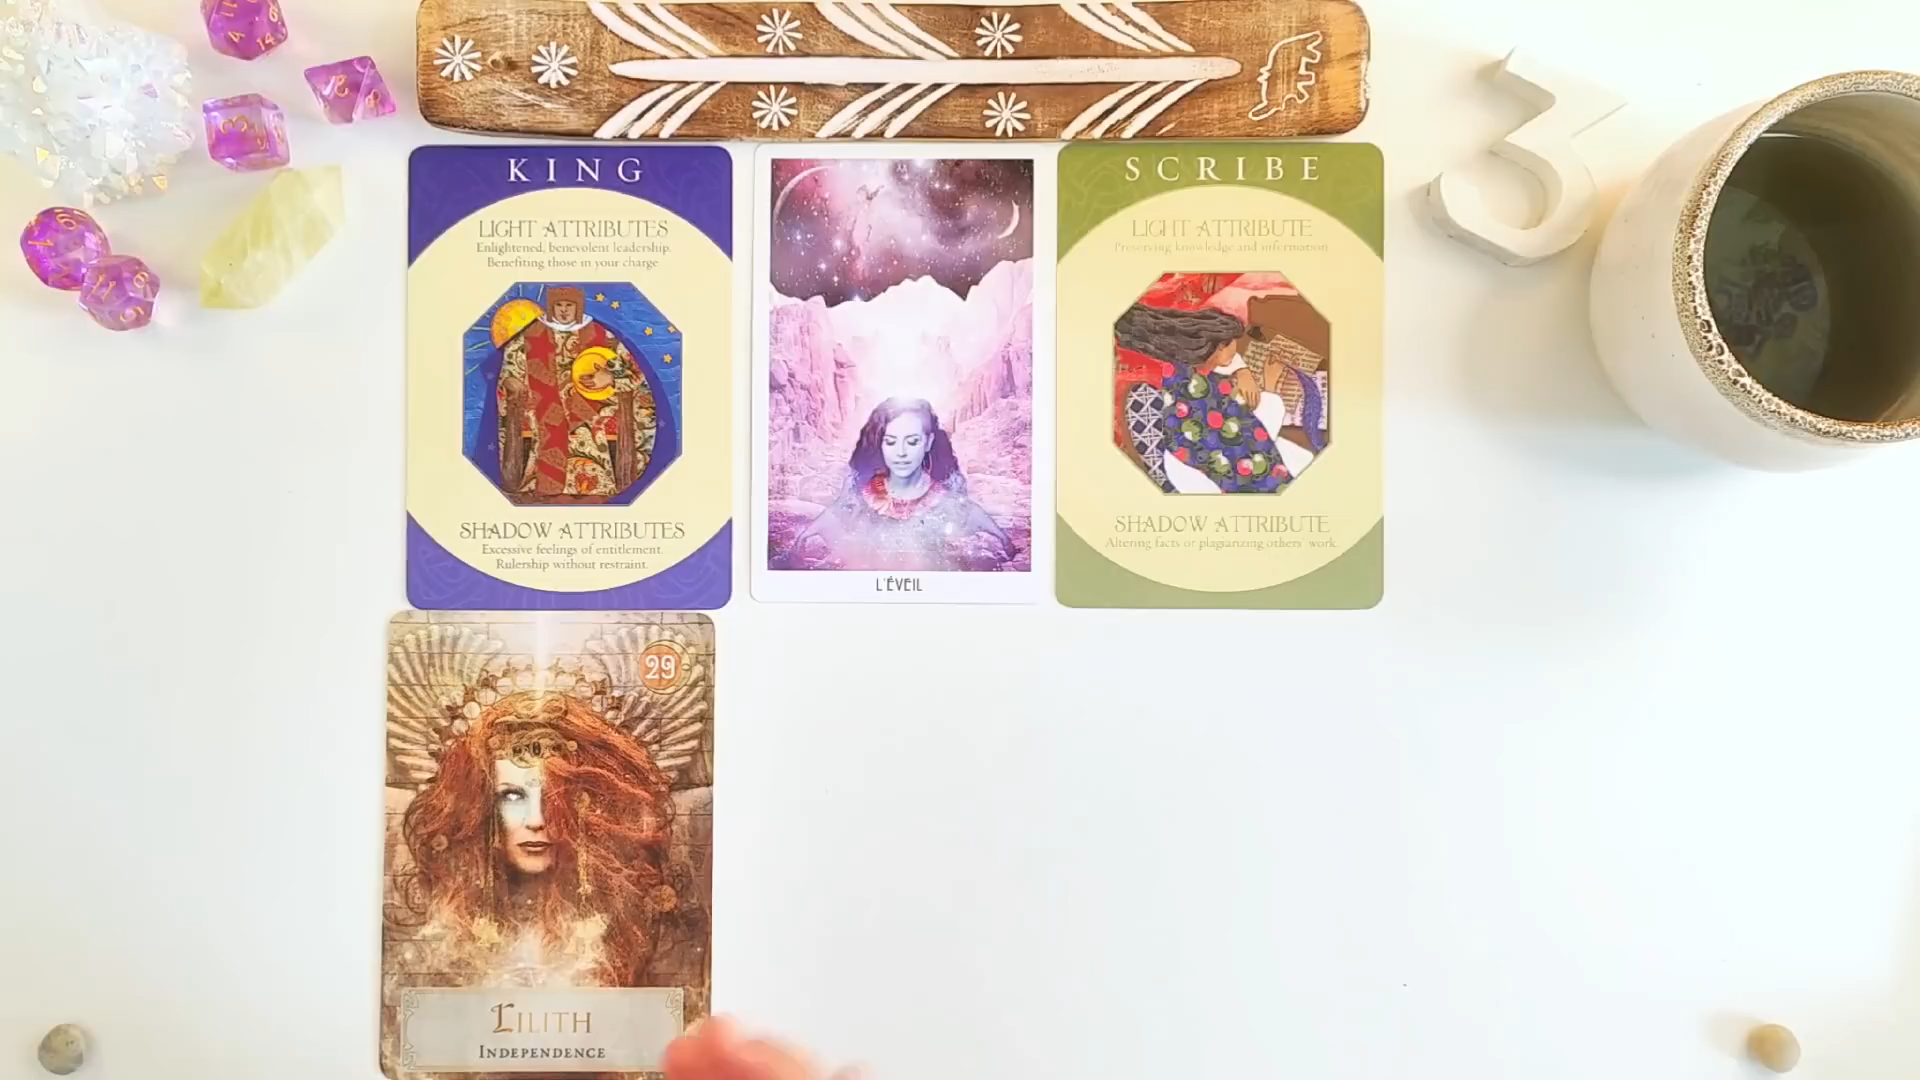 KING
LIGHT ATTRIBUTES
Enlightened, benevolent leadership.
Benefiting those in your charge
SHADOW ATTRIBUTES
Excessive feelings of entitlement.
Rulership without restraint.
L'ÉVEIL
SCRIBE
LIGHT ATTRIBUTE
Preserving knowledge and information
SHADOW ATTRIBUTE
Altering facts or plagiarizing others' work.
3
29
LILITH
INDEPENDENCE
3